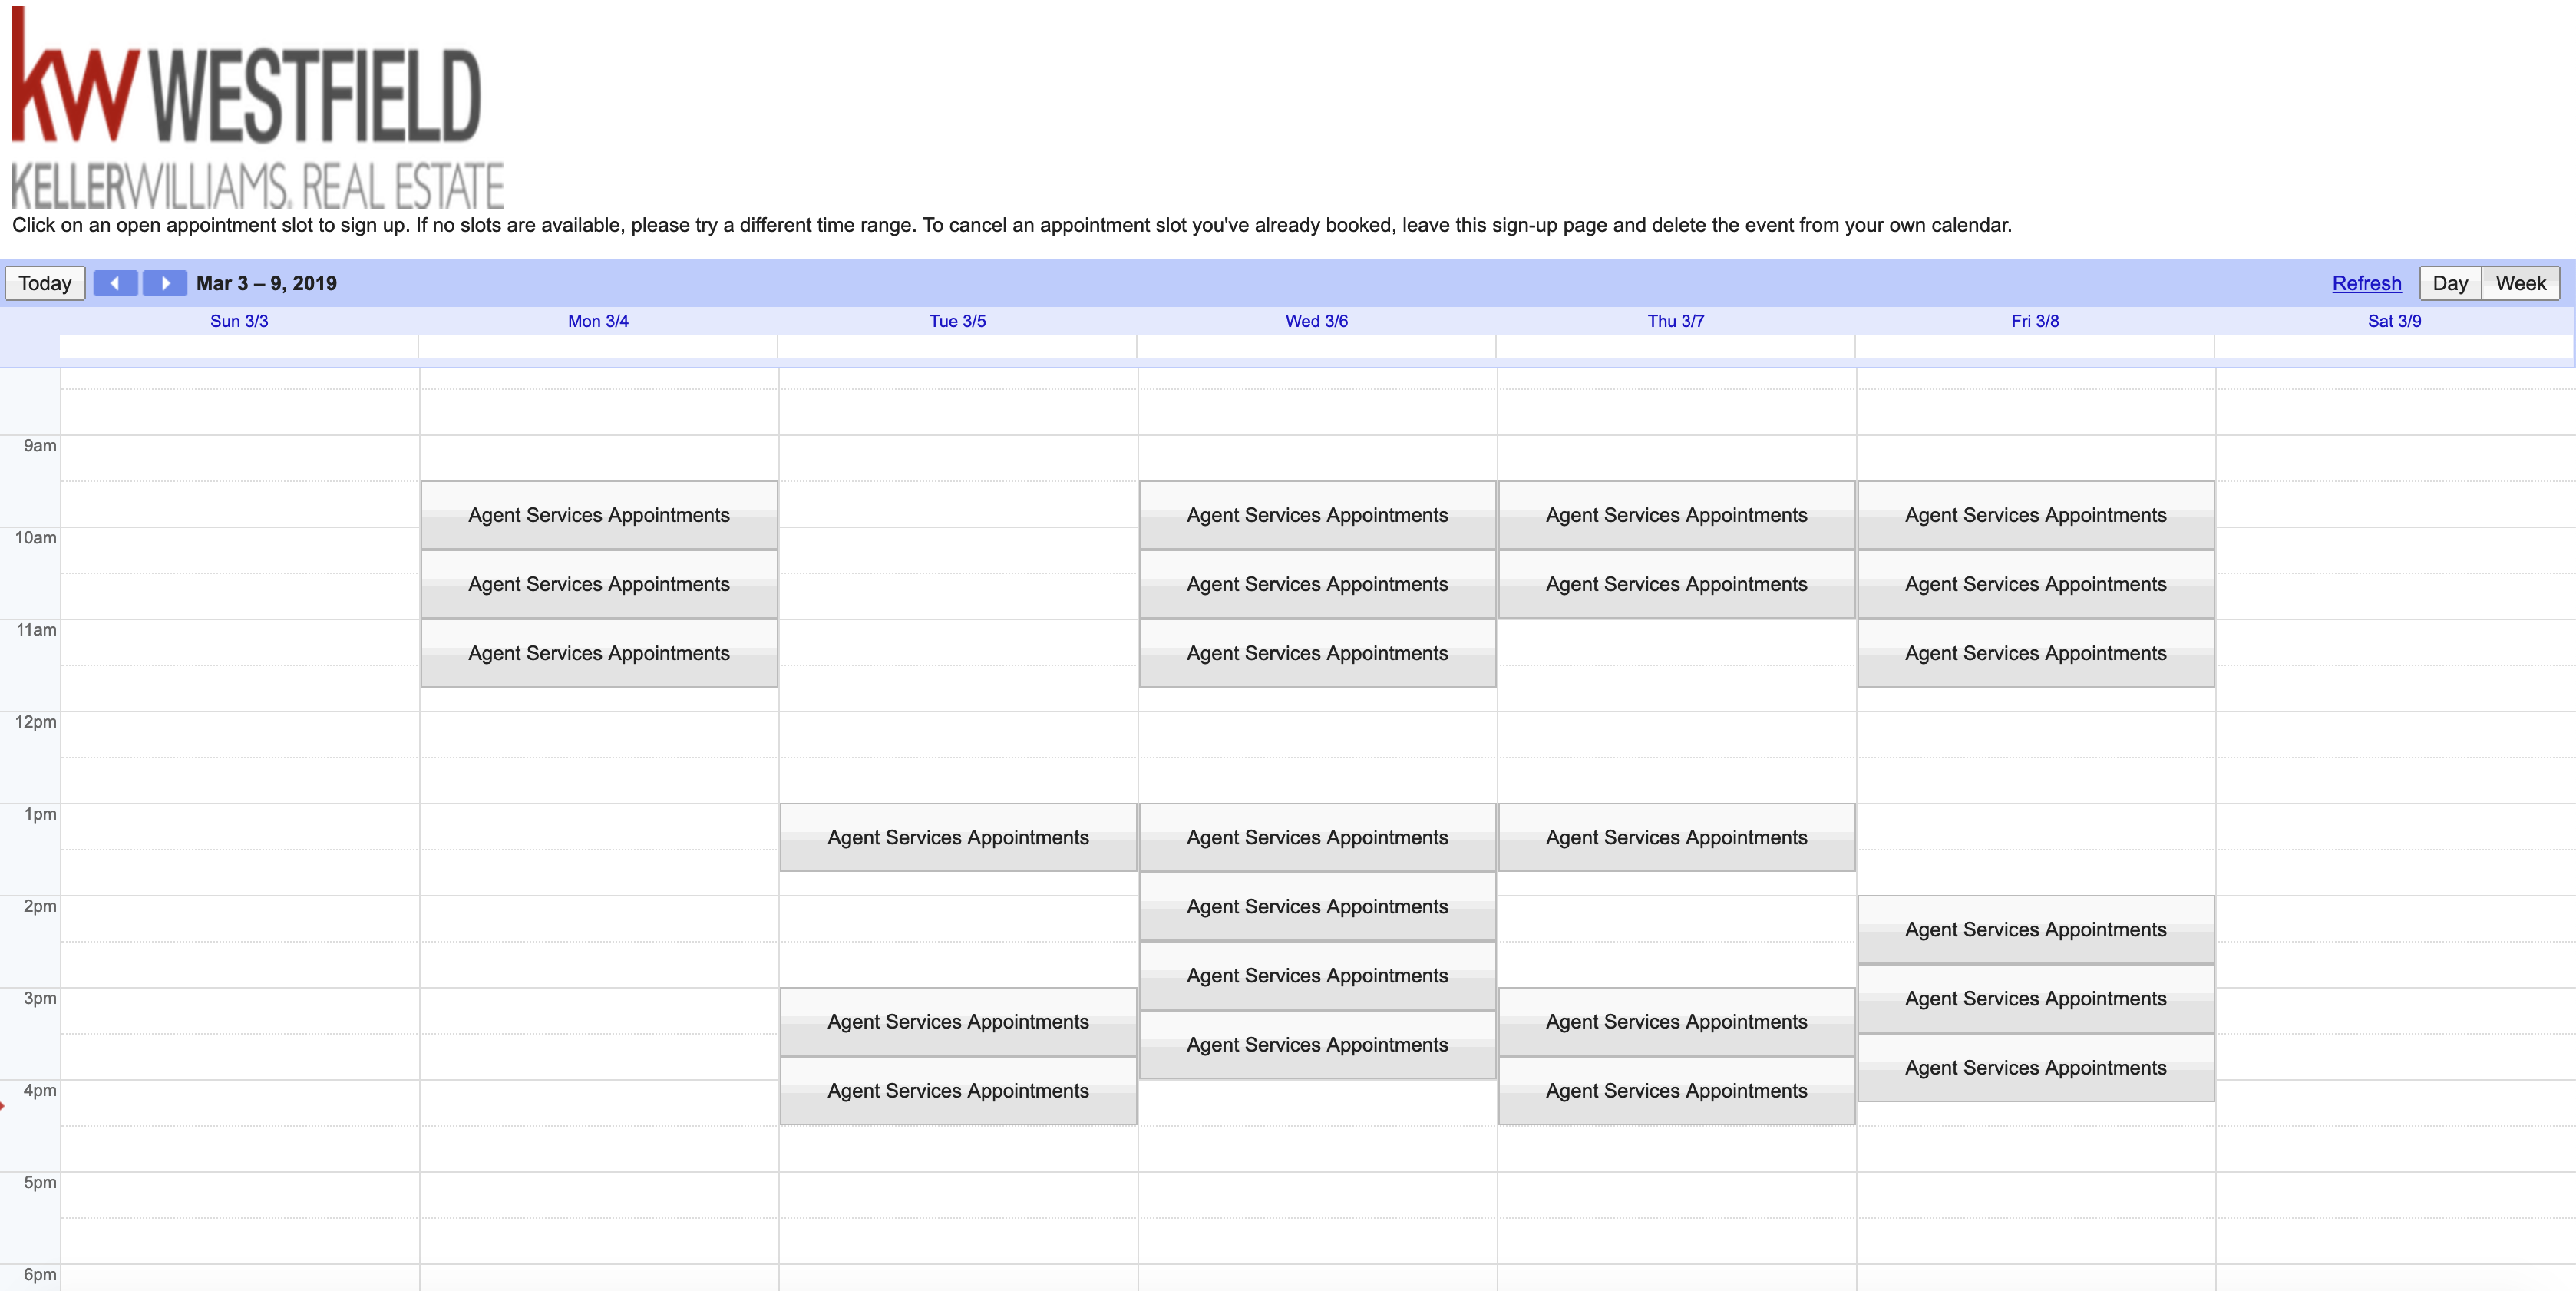 kw WESTFIELD
KELLERWILLIAMS. REAL ESTATE
Click on an open appointment slot to sign up. If no slots are available, please try a different time range. To cancel an appointment slot you've already booked, leave this sign-up page and delete the event from your own calendar.
Today Mar 3 – 9, 2019 Refresh Day Week
Sun 3/3 Mon 3/4 Tue 3/5 Wed 3/6 Thu 3/7 Fri 3/8 Sat 3/9
9am
Agent Services Appointments Agent Services Appointments Agent Services Appointments Agent Services Appointments
10am
Agent Services Appointments Agent Services Appointments Agent Services Appointments Agent Services Appointments
11am
Agent Services Appointments Agent Services Appointments Agent Services Appointments
12pm
1pm
Agent Services Appointments Agent Services Appointments Agent Services Appointments
2pm Agent Services Appointments
Agent Services Appointments
Agent Services Appointments
3pm Agent Services Appointments
Agent Services Appointments Agent Services Appointments
Agent Services Appointments
Agent Services Appointments
4pm Agent Services Appointments Agent Services Appointments
5pm
6pm